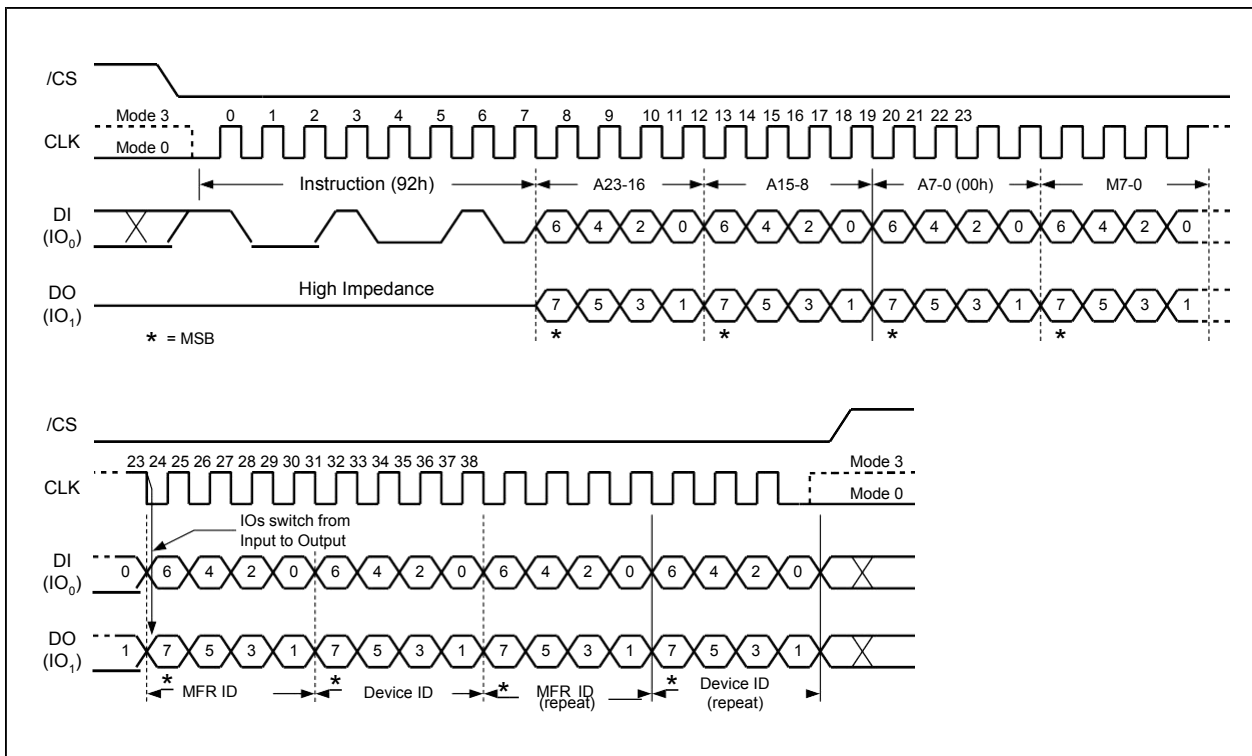 /CS
Mode 3 0 1 2 3 4 5 6 7 8 9 10 11 12 13 14 15 16 17 18 19 20 21 22 23
CLK
Mode 0
Instruction (92h) A23-16 A15-8 A7-0 (00h) M7-0
DI
(IO0) 6 4 2 0 6 4 2 0 6 4 2 0 6 4 2 0
High Impedance
DO
(IO1) 7 5 3 1 7 5 3 1 7 5 3 1 7 5 3 1
* * * *
* = MSB
/CS
23 24 25 26 27 28 29 30 31 32 33 34 35 36 37 38 Mode 3
CLK
Mode 0
IOs switch from
Input to Output
DI
(IO0) 0 6 4 2 0 6 4 2 0 6 4 2 0 6 4 2 0
DO
(IO1) 1 7 5 3 1 7 5 3 1 7 5 3 1 7 5 3 1
* * * *
MFR ID Device ID MFR ID
(repeat) Device ID
(repeat)